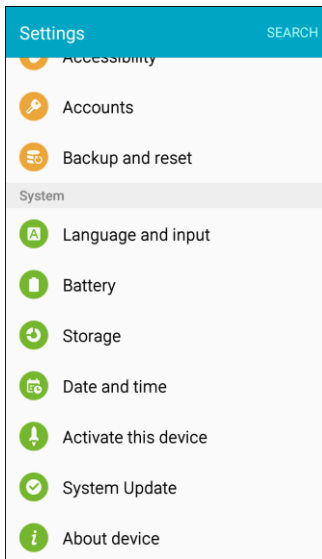 Settings
SEARCH
Accessibility
Accounts
Backup and reset
System
Language and input
Battery
Storage
Date and time
Activate this device
System Update
About device